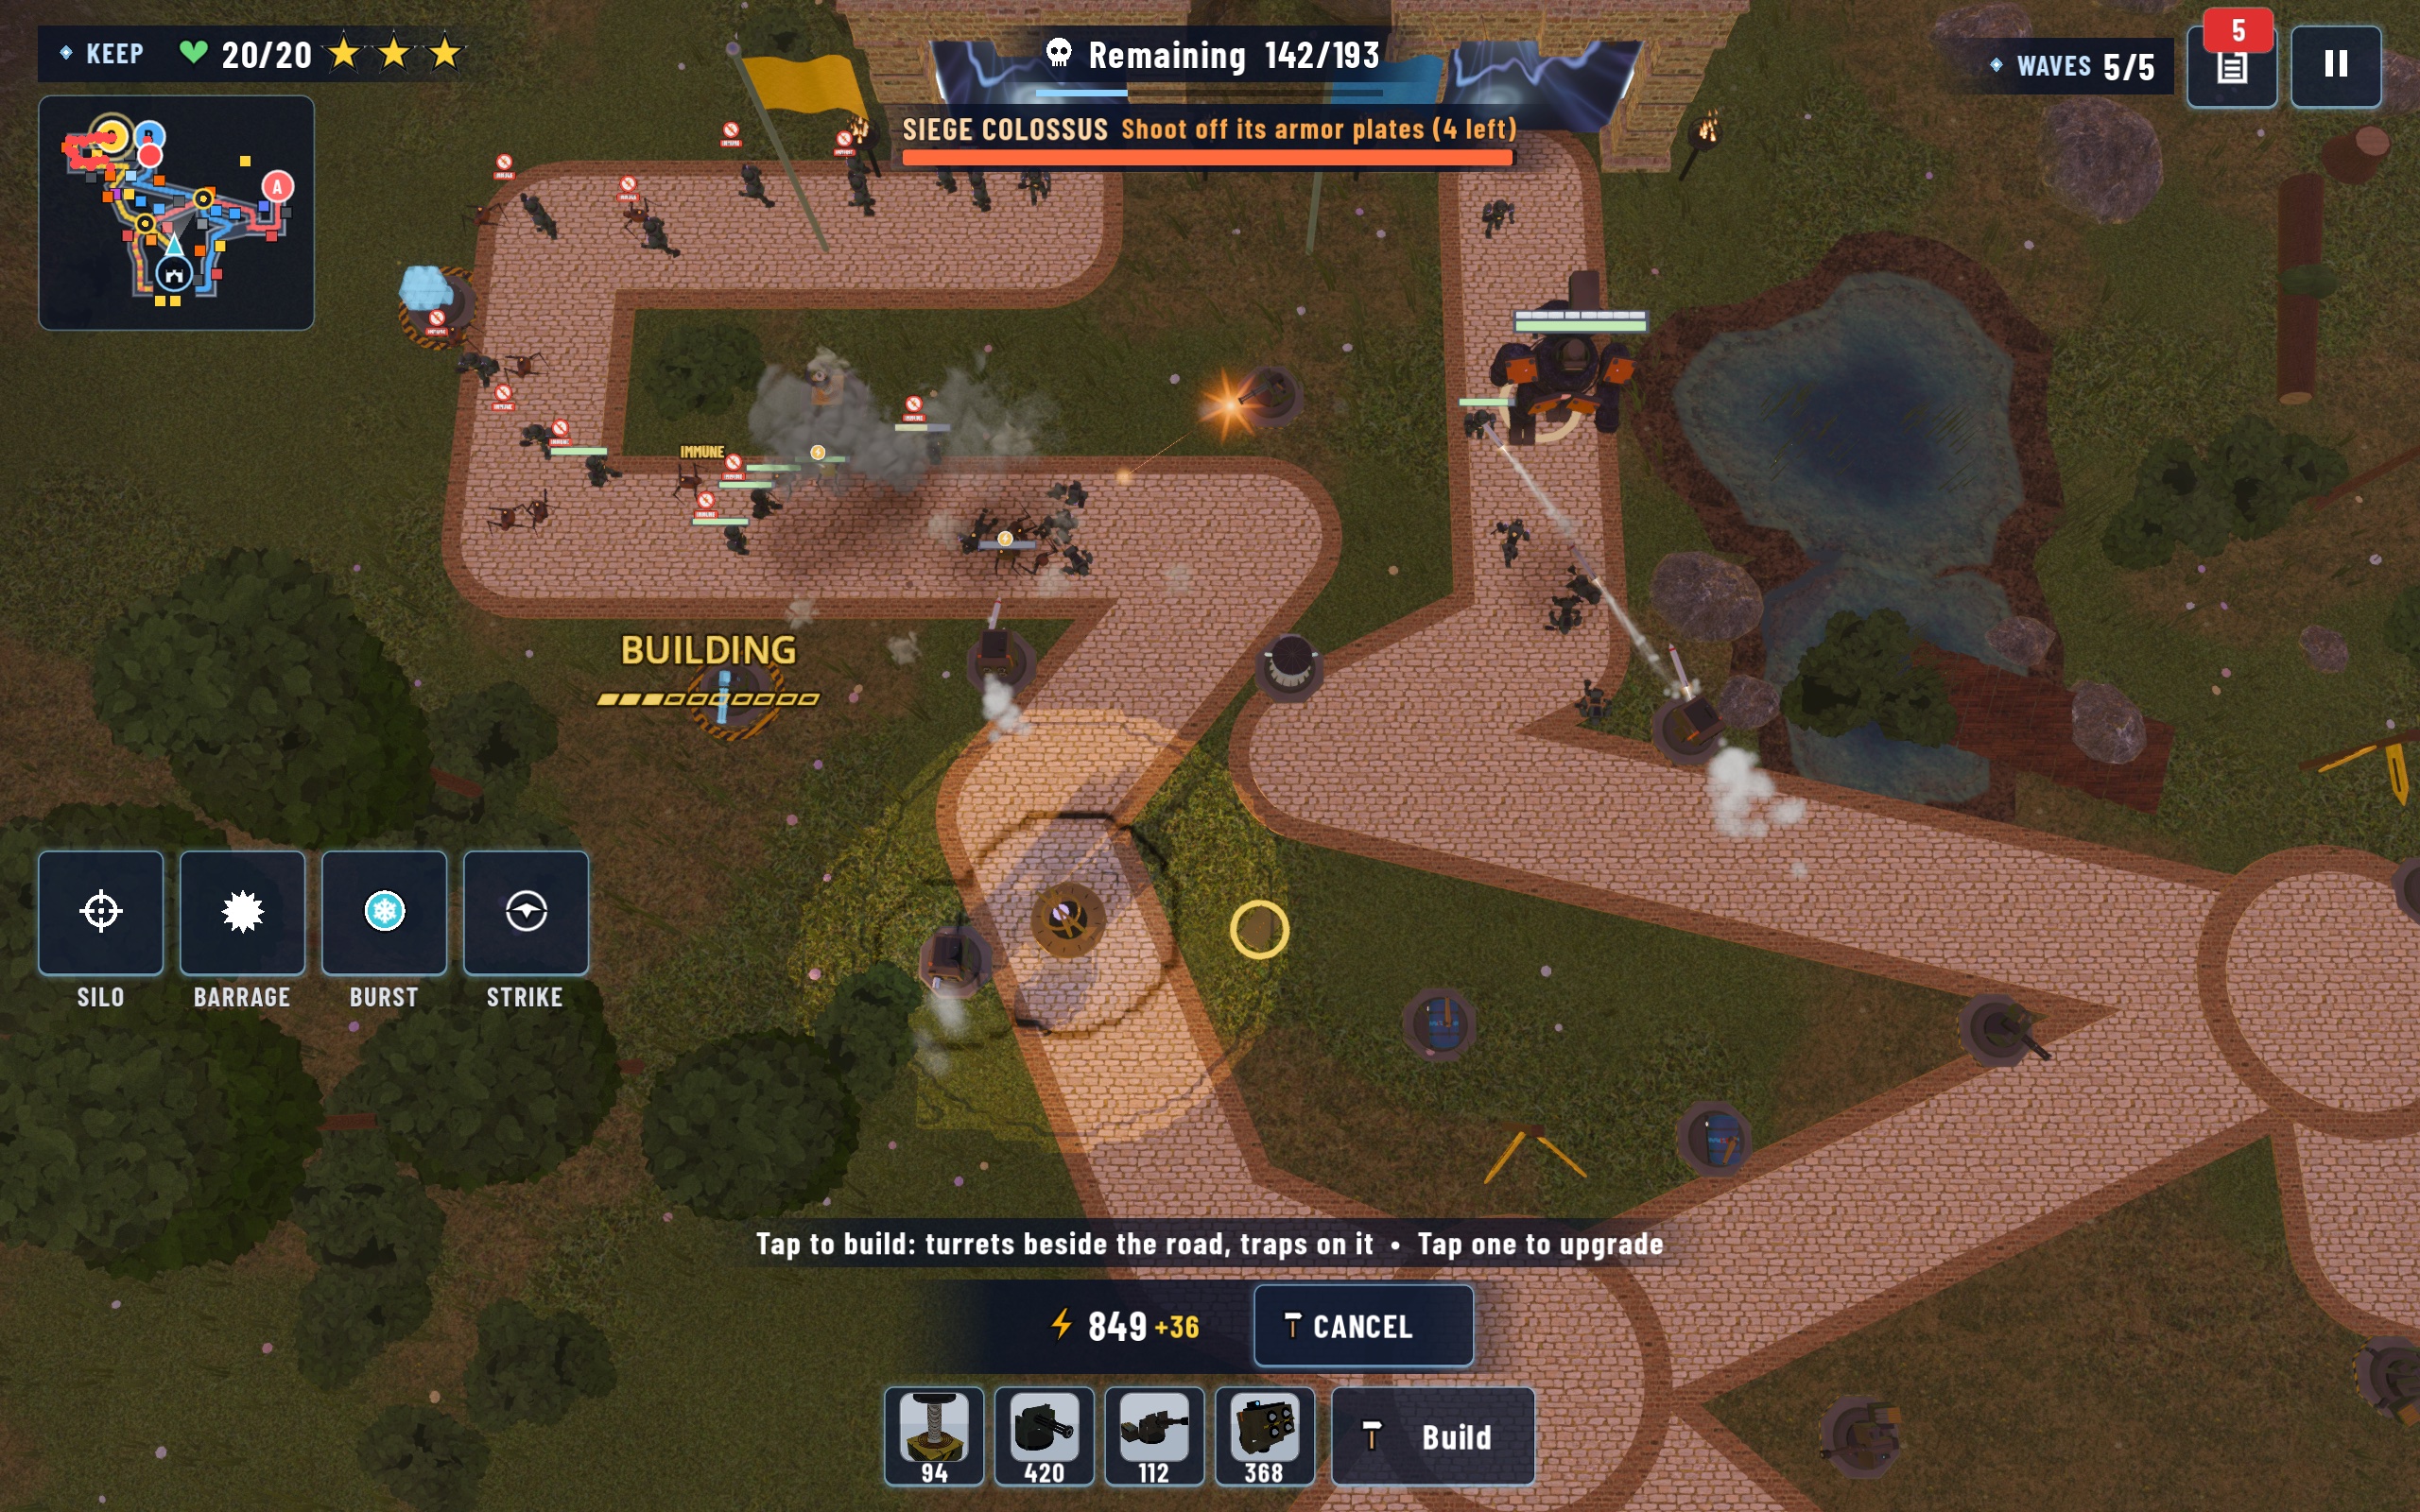 KEEP 20/20
Remaining 142/193
WAVES 5/5
5
SIEGE COLOSSUS Shoot off its armor plates (4 left)
A
IMMUNE
BUILDING
SILO BARRAGE BURST STRIKE
Tap to build: turrets beside the road, traps on it • Tap one to upgrade
849 +36
CANCEL
94 420 112 368
Build